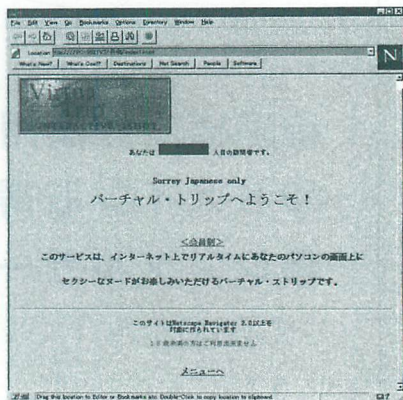 File Edit View Go Bookmarks Options Directory Window Help
Location:
What's New? What's Cool? Destinations Net Search People Software
N
あなたは 人目の訪問者です。
Sorrey Japanese only
バーチャル・トリップへようこそ!
<会員制>
このサービスは、インターネット上でリアルタイムにあなたのパソコンの画面上に
セクシーなヌードがお楽しみいただけるバーチャル・ストリップです。
このサイトはNetscape Navigator 2.0以上を
対象に作られています
18歳未満の方はご利用出来ません
メニューへ
Drag this location to Editor or Bookmarks etc. Double-Click to copy location to clipboard.